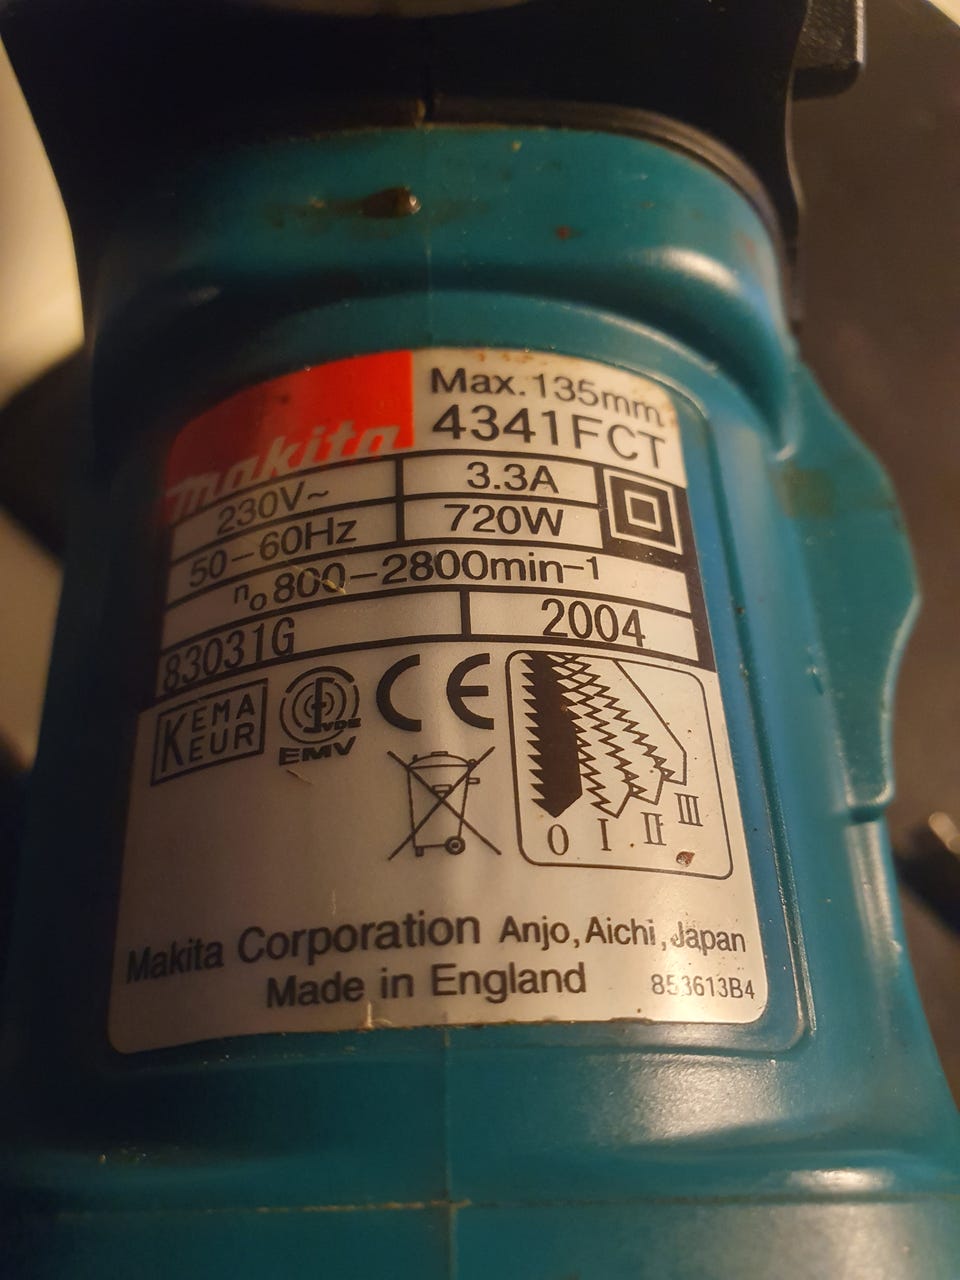 makita
Max. 135mm
4341FCT
230V~ 3.3A
50-60Hz 720W
no 800-2800min-1
83031G 2004
KEMA
KEUR
VDE
EMV
CE
0 I II III
Makita Corporation Anjo, Aichi, Japan
Made in England 853613B4